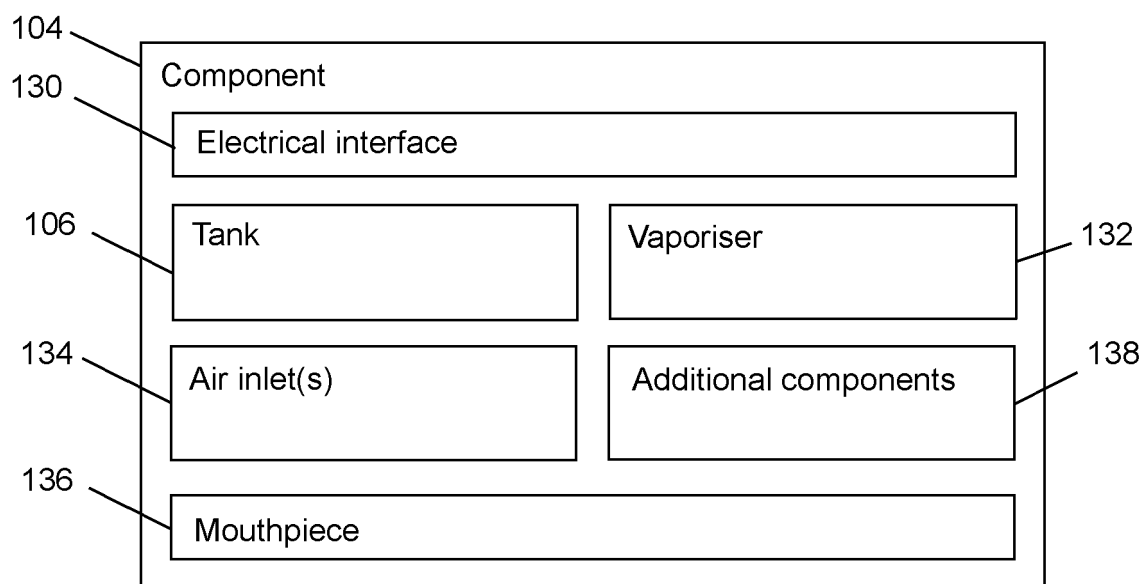 104
Component
130
Electrical interface
106
Tank
Vaporiser
132
134
Air inlet(s)
Additional components
138
136
Mouthpiece